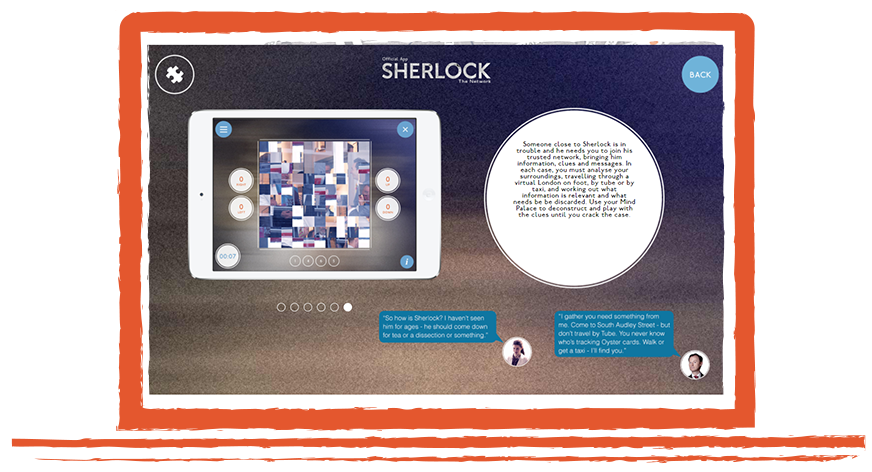 Official App
SHERLOCK
The Network
BACK
0
RIGHT
0
LEFT
0
UP
0
DOWN
00:07
i
Someone close to Sherlock is in
trouble and he needs you to join his
trusted network, bringing him
information, clues and messages. In
each case, you must analyse your
surroundings, travelling through a
virtual London on foot, by tube or by
taxi, and working out what
information is relevant and what
needs be be discarded. Use your Mind
Palace to deconstruct and play with
the clues until you crack the case.
"So how is Sherlock? I haven't seen
him for ages - he should come down
for tea or a dissection or something."
"I gather you need something from
me. Come to South Audley Street - but
don't travel by Tube. You never know
who's tracking Oyster cards. Walk or
get a taxi - I'll find you."